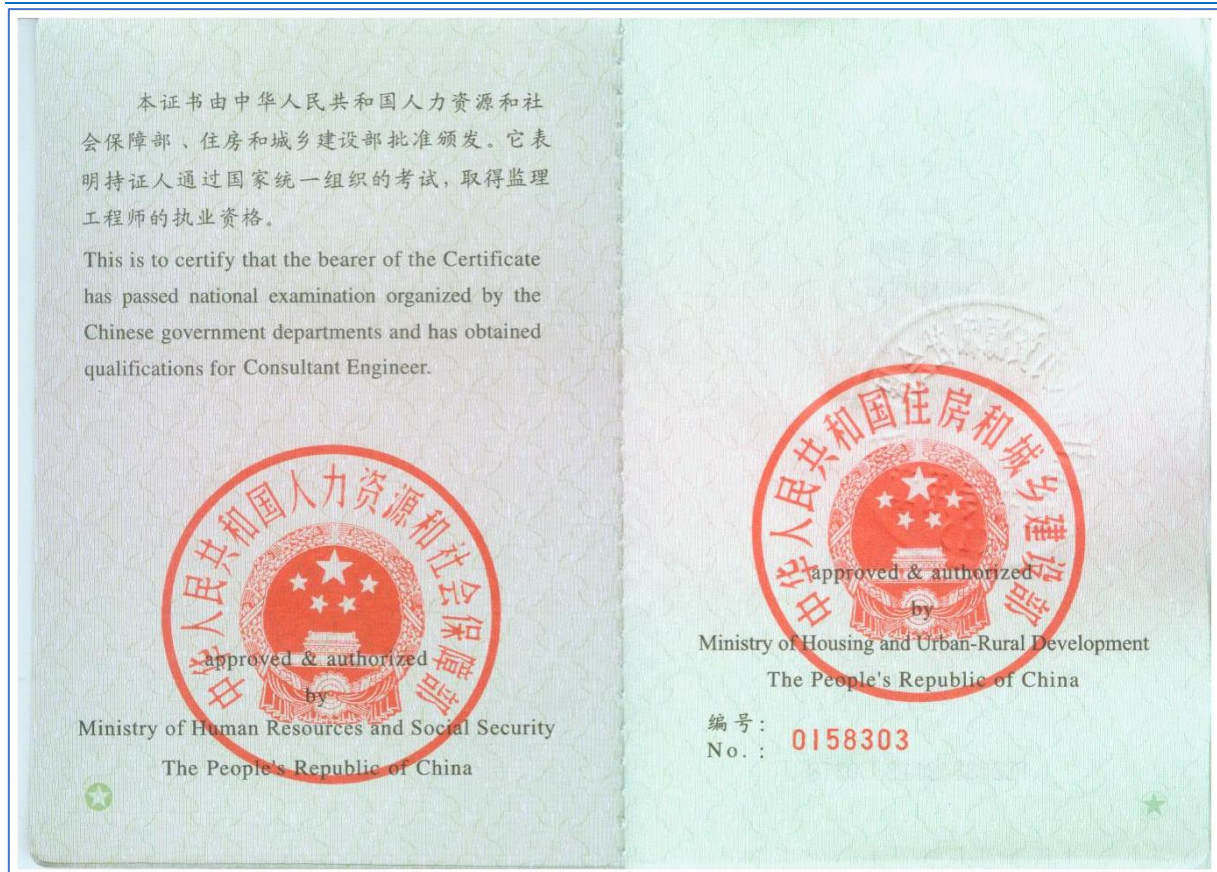 本证书由中华人民共和国人力资源和社
会保障部、住房和城乡建设部批准颁发。它表
明持证人通过国家统一组织的考试，取得监理
工程师的执业资格。
This is to certify that the bearer of the Certificate
has passed national examination organized by the
Chinese government departments and has obtained
qualifications for Consultant Engineer.
中华人民共和国人力资源和社会保障部
approved & authorized
by
Ministry of Human Resources and Social Security
The People's Republic of China
中华人民共和国住房和城乡建设部
approved & authorized
by
Ministry of Housing and Urban-Rural Development
The People's Republic of China
编号：
No.： 0158303